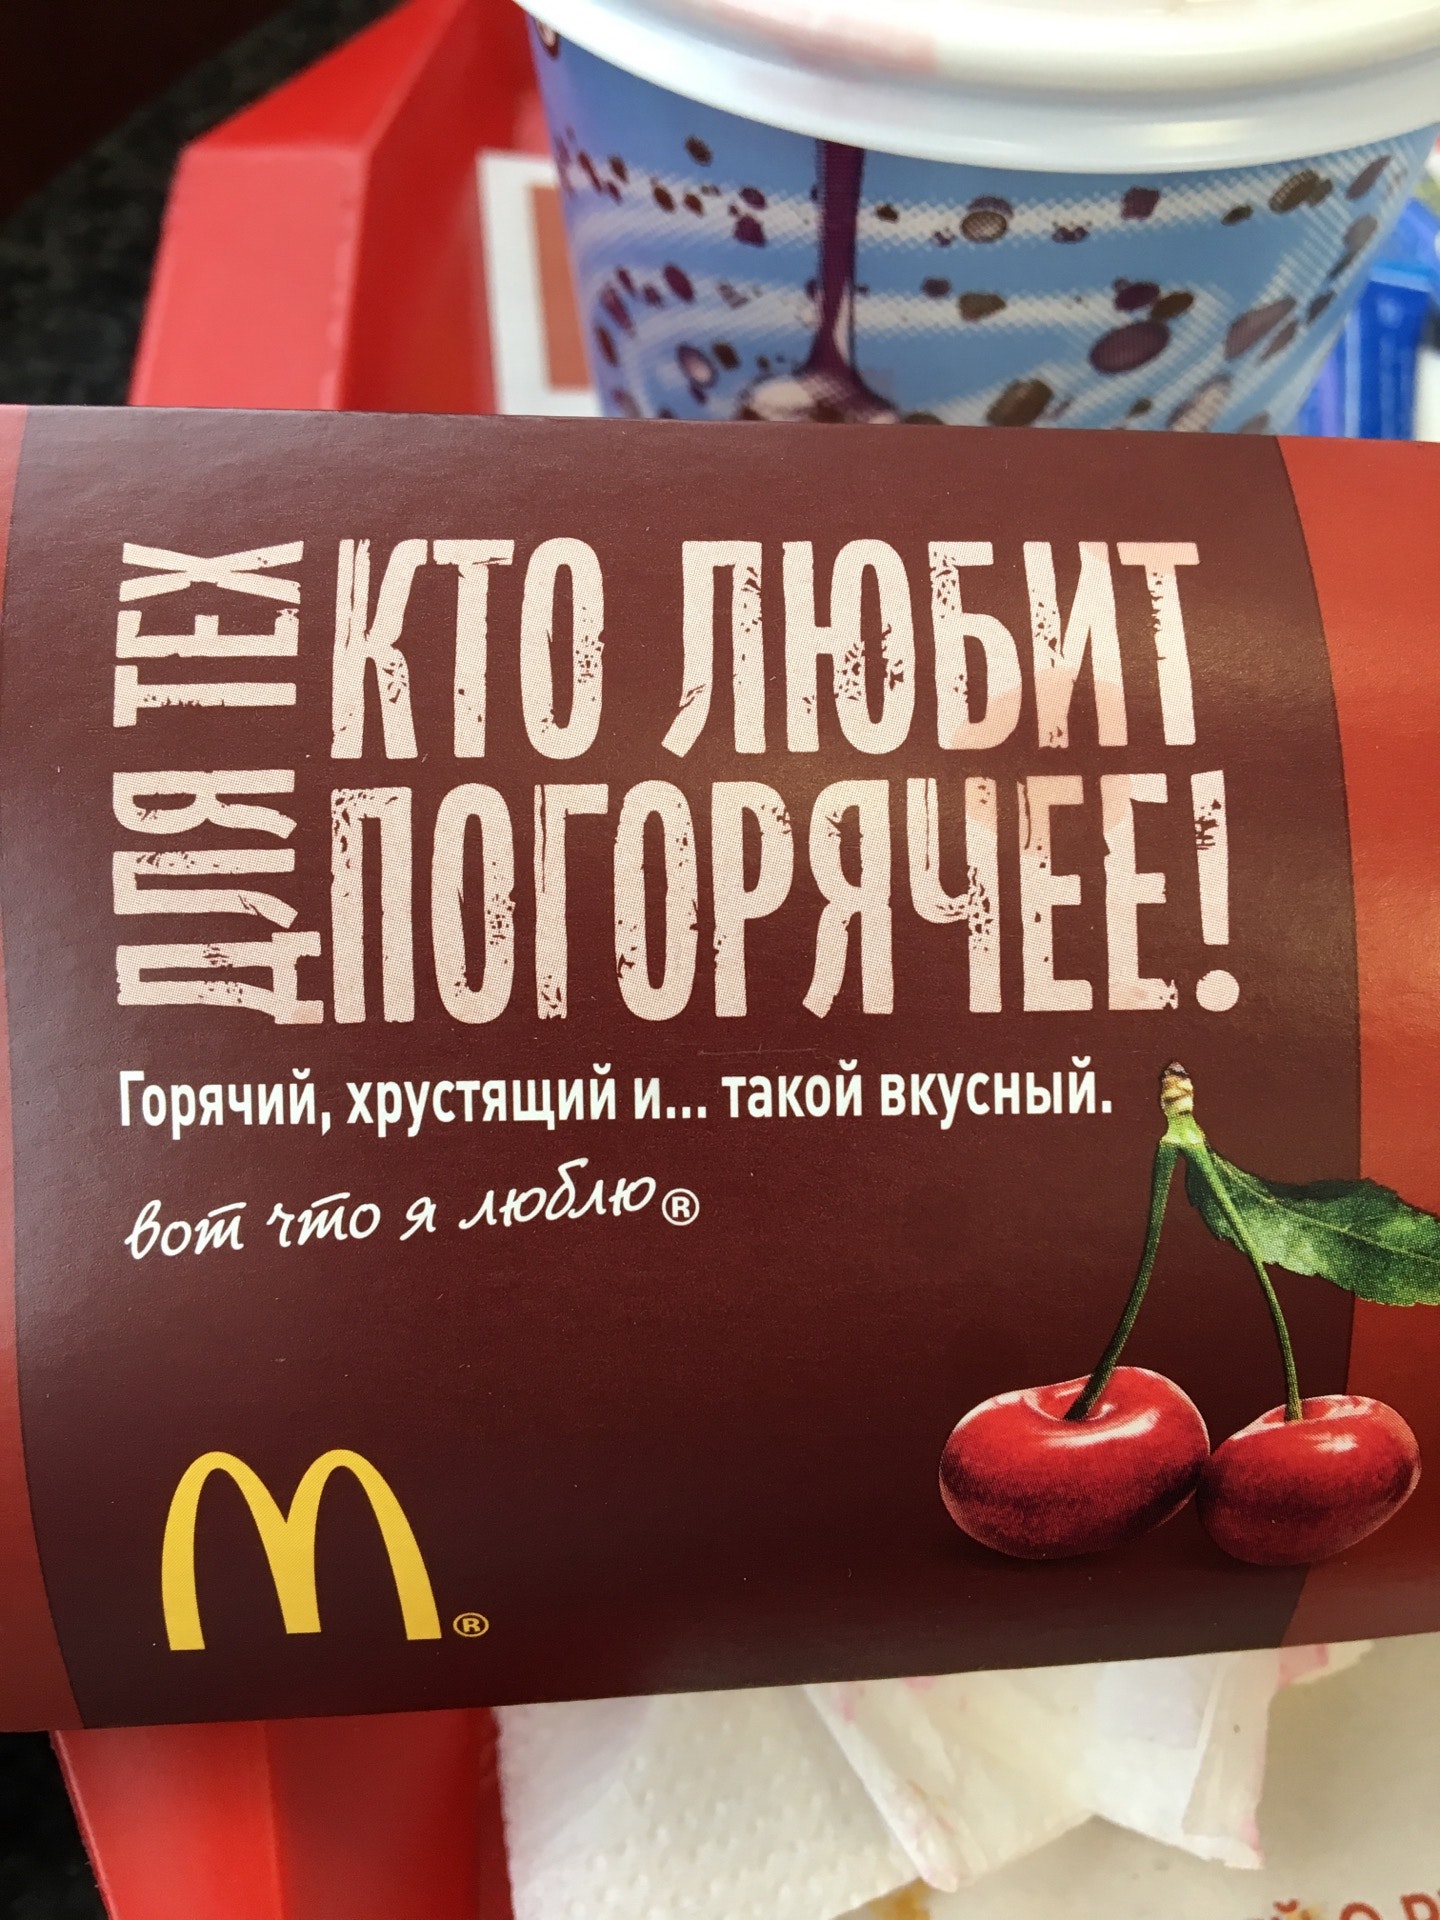 ДЛЯ ТЕХ
КТО ЛЮБИТ
ПОГОРЯЧЕЕ!
Горячий, хрустящий и... такой вкусный.
вот что я люблю®
M®